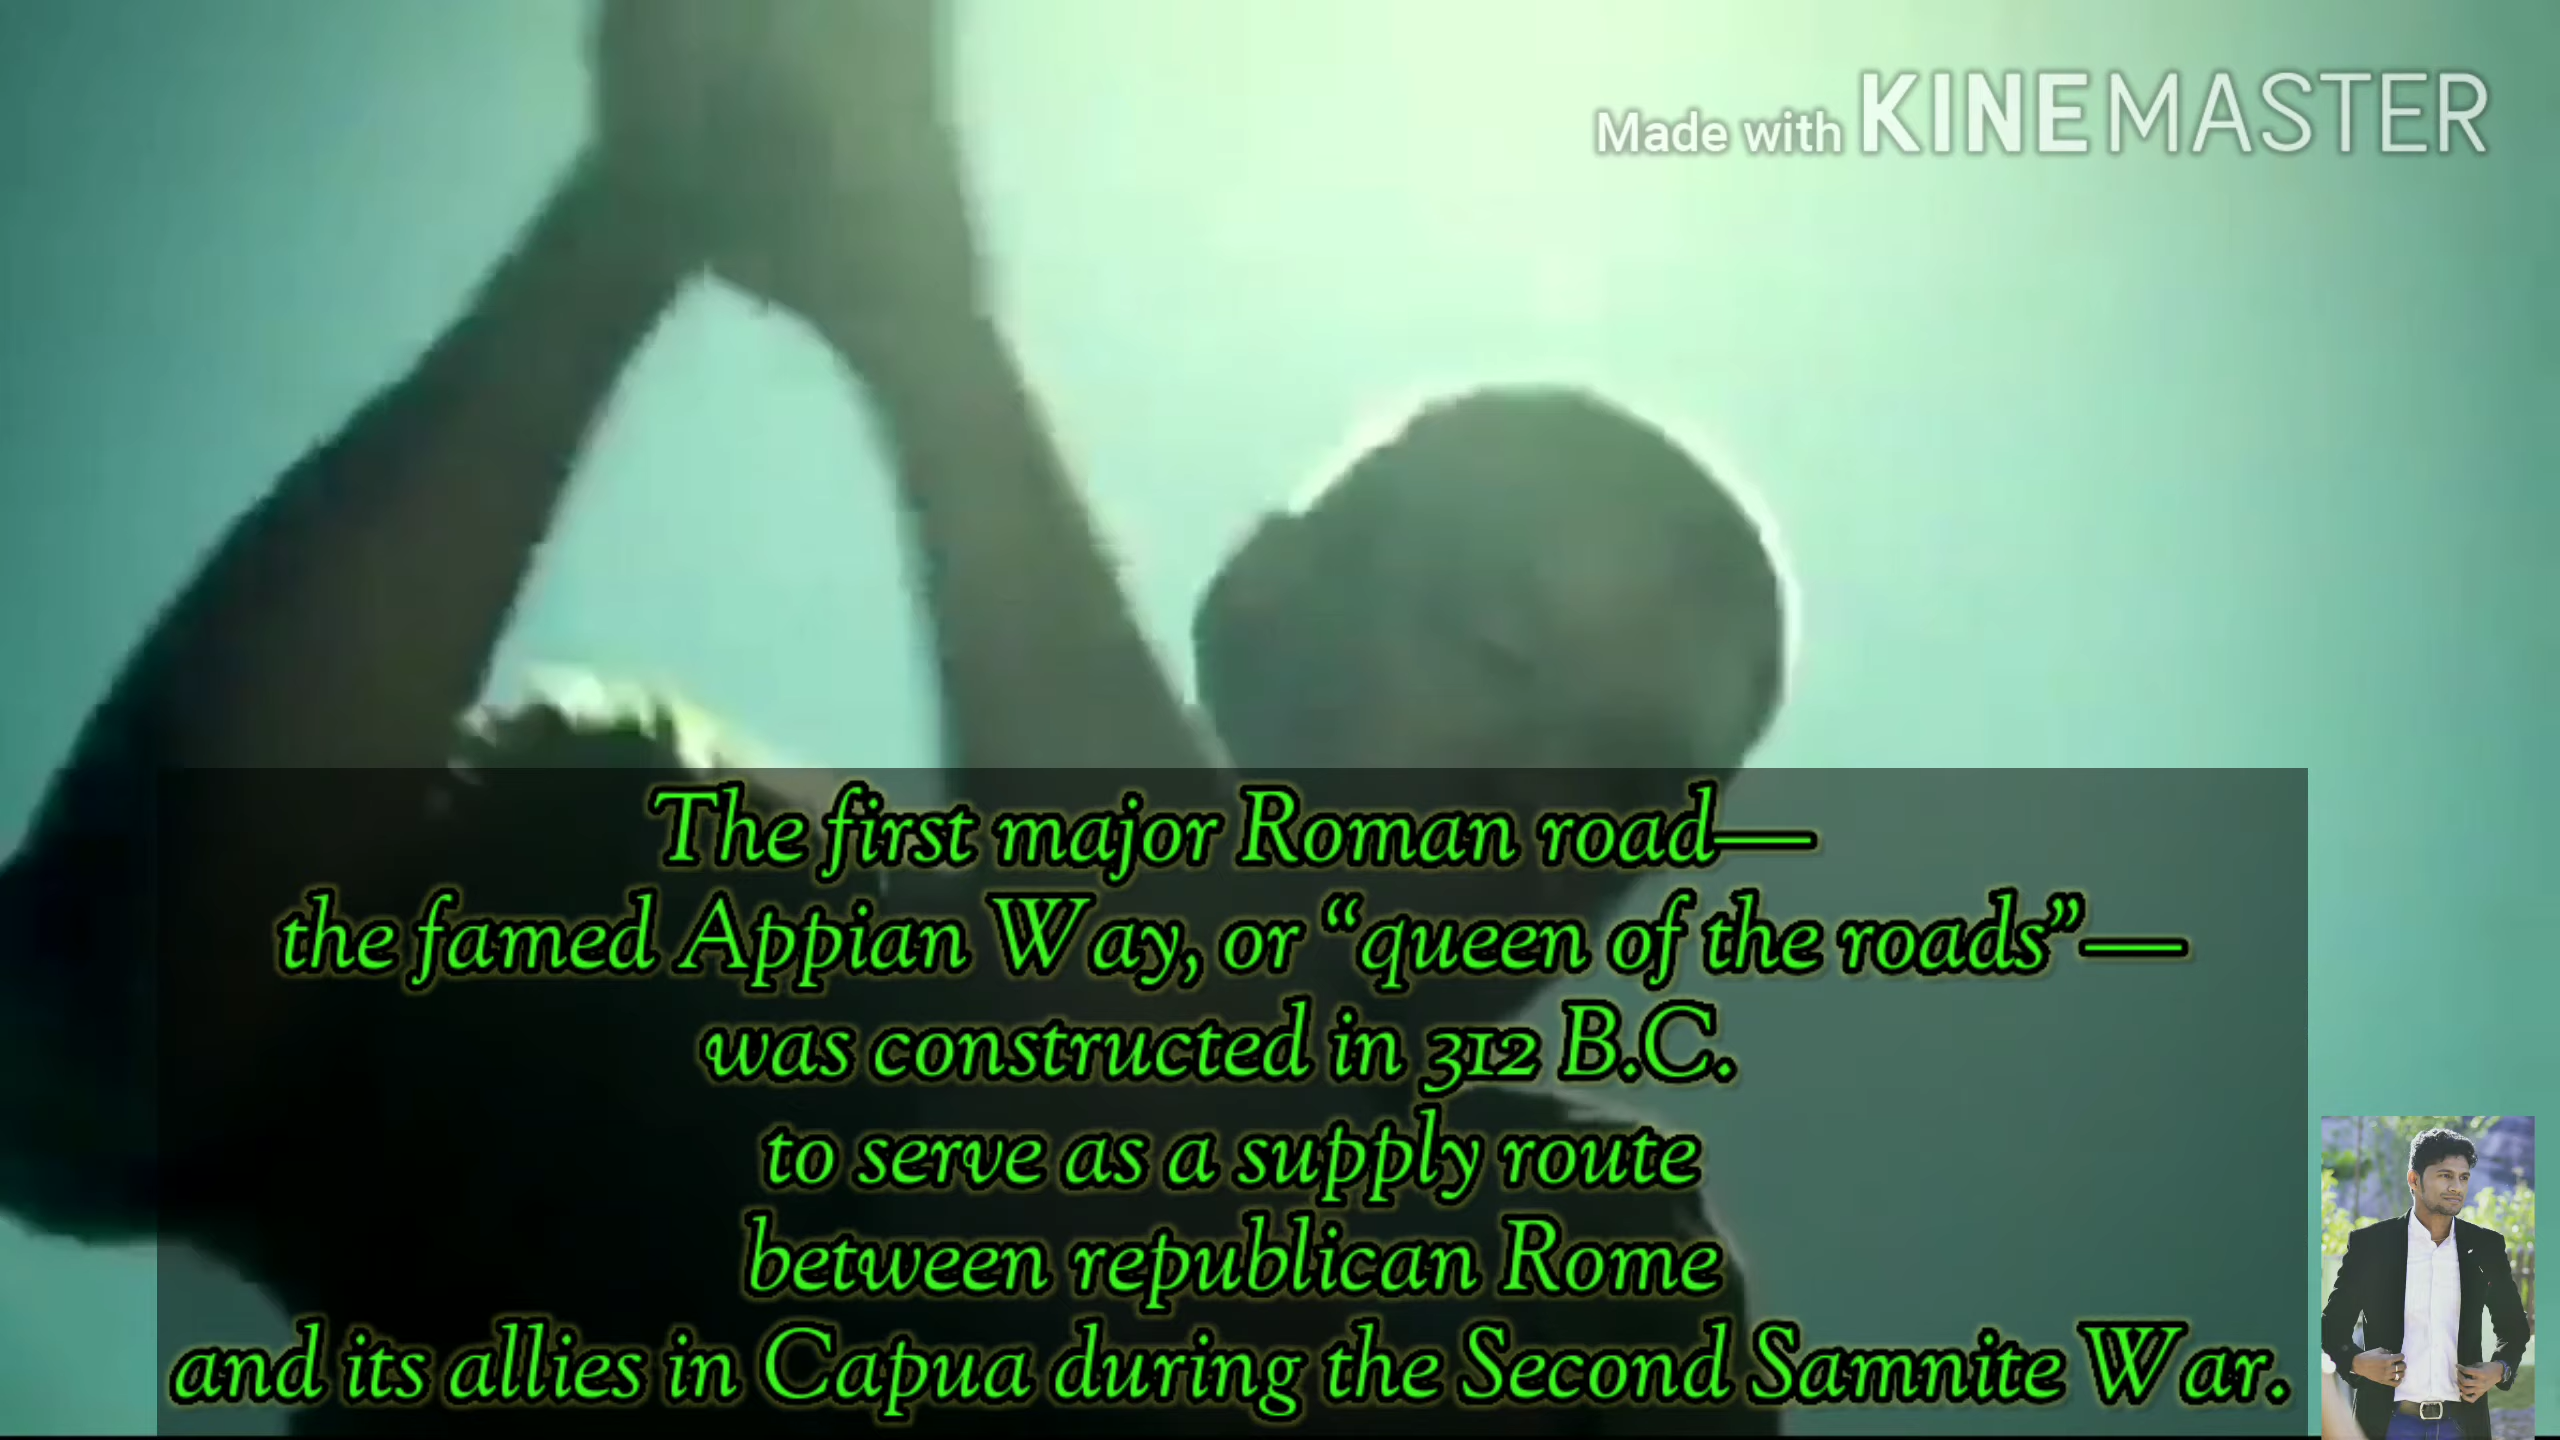 Made with KINEMASTER
The first major Roman road—
the famed Appian Way, or “queen of the roads”—
was constructed in 312 B.C.
to serve as a supply route
between republican Rome
and its allies in Capua during the Second Samnite War.